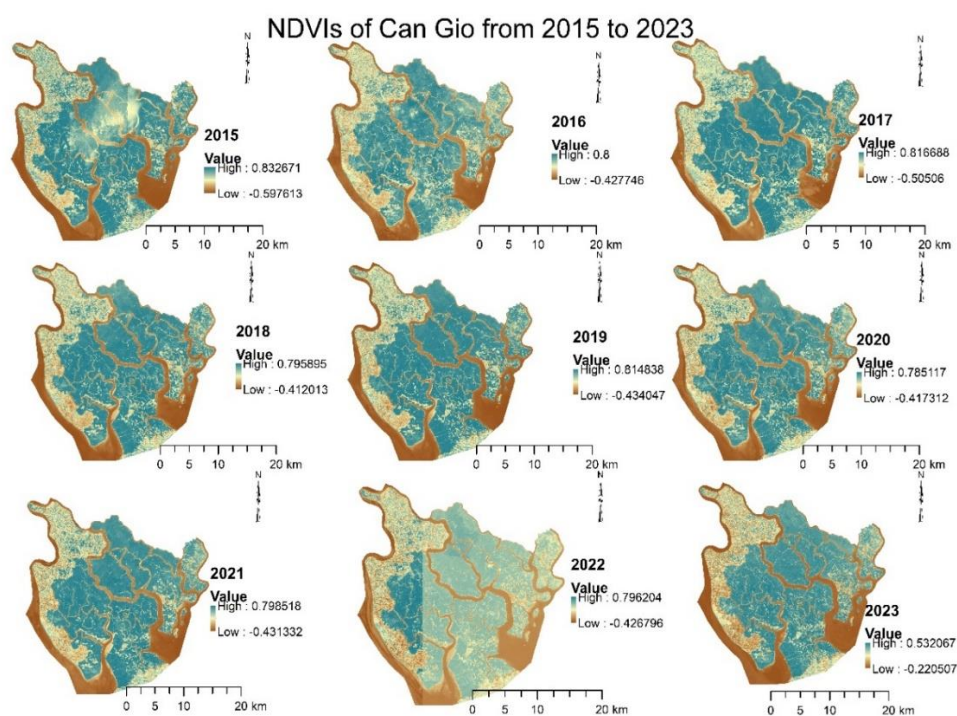 NDVIs of Can Gio from 2015 to 2023
N
2015
Value
High : 0.832671
Low : -0.597613
0 5 10 20 km
N
2016
Value
High : 0.8
Low : -0.427746
0 5 10 20 km
N
2017
Value
High : 0.816688
Low : -0.50506
0 5 10 20 km
N
2018
Value
High : 0.795895
Low : -0.412013
0 5 10 20 km
N
2019
Value
High : 0.814838
Low : -0.434047
0 5 10 20 km
N
2020
Value
High : 0.785117
Low : -0.417312
0 5 10 20 km
N
2021
Value
High : 0.798518
Low : -0.431332
0 5 10 20 km
N
2022
Value
High : 0.796204
Low : -0.426796
0 5 10 20 km
N
2023
Value
High : 0.532067
Low : -0.220507
0 5 10 20 km